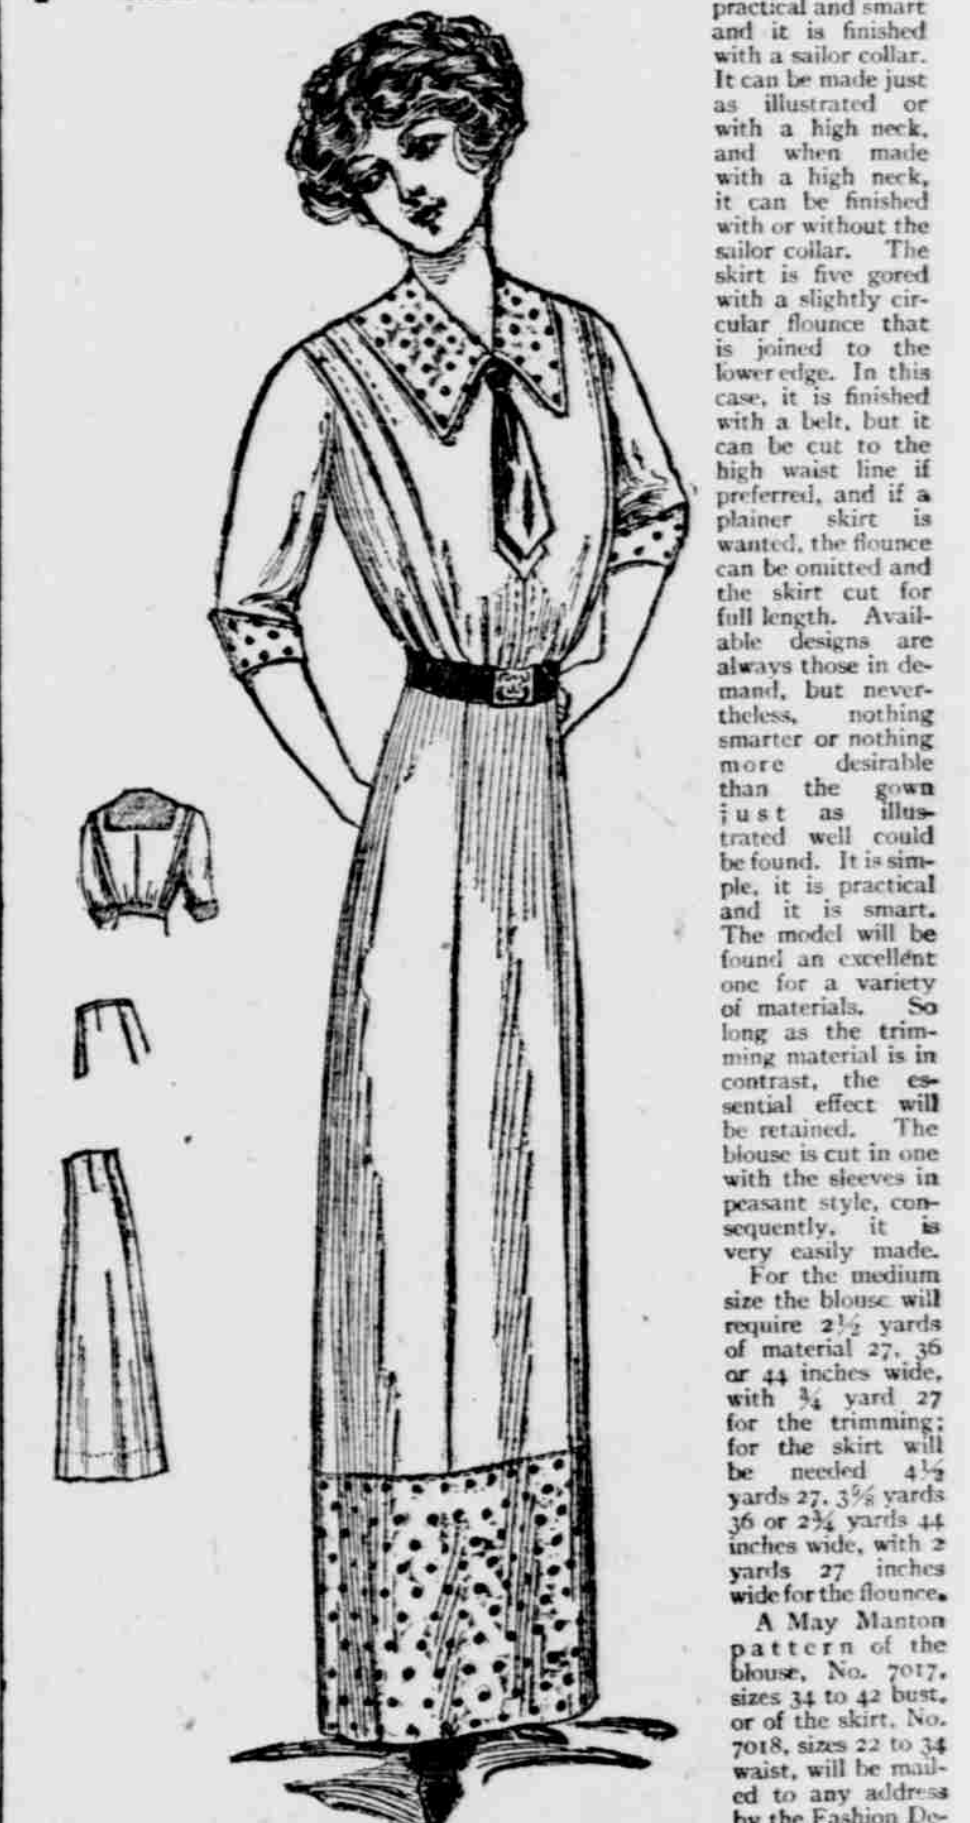 practical and smart
and it is finished
with a sailor collar.
It can be made just
as illustrated or
with a high neck,
and when made
with a high neck,
it can be finished
with or without the
sailor collar. The
skirt is five gored
with a slightly cir-
cular flounce that
is joined to the
lower edge. In this
case, it is finished
with a belt, but it
can be cut to the
high waist line if
preferred, and if a
plainer skirt is
wanted, the flounce
can be omitted and
the skirt cut for
full length. Avail-
able designs are
always those in de-
mand, but never-
theless, nothing
smarter or nothing
more desirable
than the gown
just as illus-
trated well could
be found. It is sim-
ple, it is practical
and it is smart.
The model will be
found an excellent
one for a variety
of materials. So
long as the trim-
ming material is in
contrast, the es-
sential effect will
be retained. The
blouse is cut in one
with the sleeves in
peasant style, con-
sequently, it is
very easily made.
For the medium
size the blouse will
require 2½ yards
of material 27, 36
or 44 inches wide,
with ¾ yard 27
for the trimming;
for the skirt will
be needed 4½
yards 27, 3⅝ yards
36 or 2¾ yards 44
inches wide, with 2
yards 27 inches
wide for the flounce.
A May Manton
pattern of the
blouse, No. 7017,
sizes 34 to 42 bust,
or of the skirt, No.
7018, sizes 22 to 34
waist, will be mail-
ed to any address
by the Fashion De-